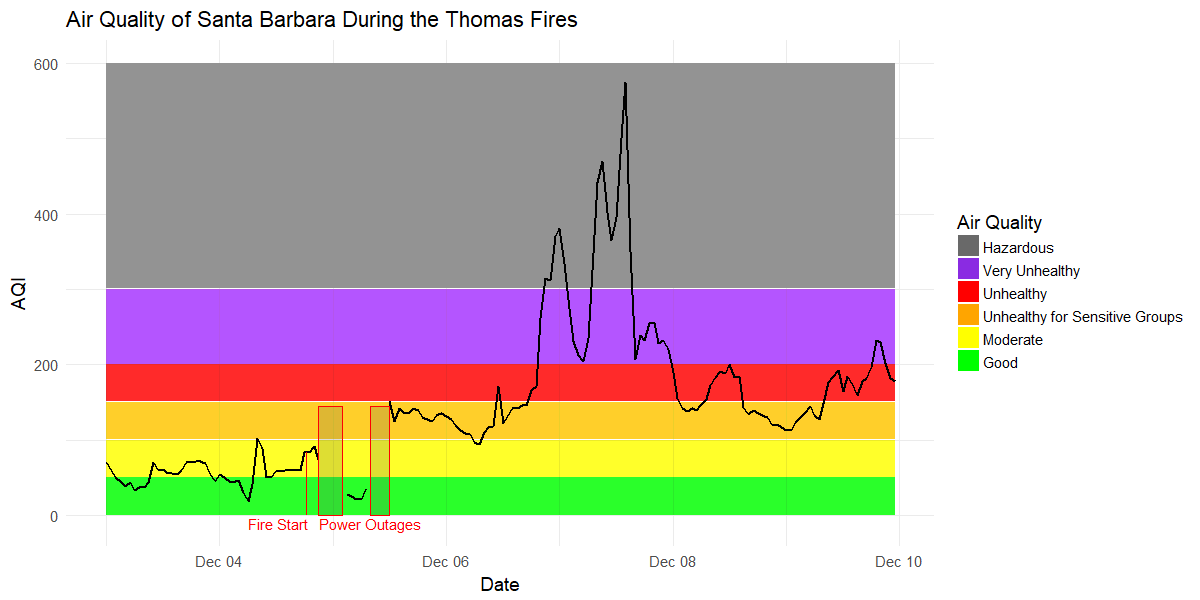 Air Quality of Santa Barbara During the Thomas Fires
600
400
200
0
AQI
Fire Start
Power Outages
Dec 04
Dec 06
Dec 08
Dec 10
Date
Air Quality
Hazardous
Very Unhealthy
Unhealthy
Unhealthy for Sensitive Groups
Moderate
Good